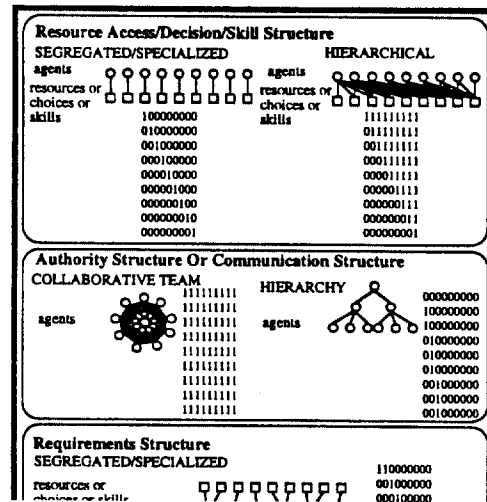 Resource Access/Decision/Skill Structure
SEGREGATED/SPECIALIZED
agents
resources or
choices or
skills
100000000
010000000
001000000
000100000
000010000
000001000
000000100
000000010
000000001
HIERARCHICAL
agents
resources or
choices or
skills
111111111
011111111
001111111
000111111
000011111
000001111
000000111
000000011
000000001
Authority Structure Or Communication Structure
COLLABORATIVE TEAM
agents
111111111
111111111
111111111
111111111
111111111
111111111
111111111
111111111
111111111
HIERARCHY
agents
000000000
100000000
100000000
010000000
010000000
010000000
001000000
001000000
001000000
Requirements Structure
SEGREGATED/SPECIALIZED
resources or
choices or skills
110000000
001000000
000100000